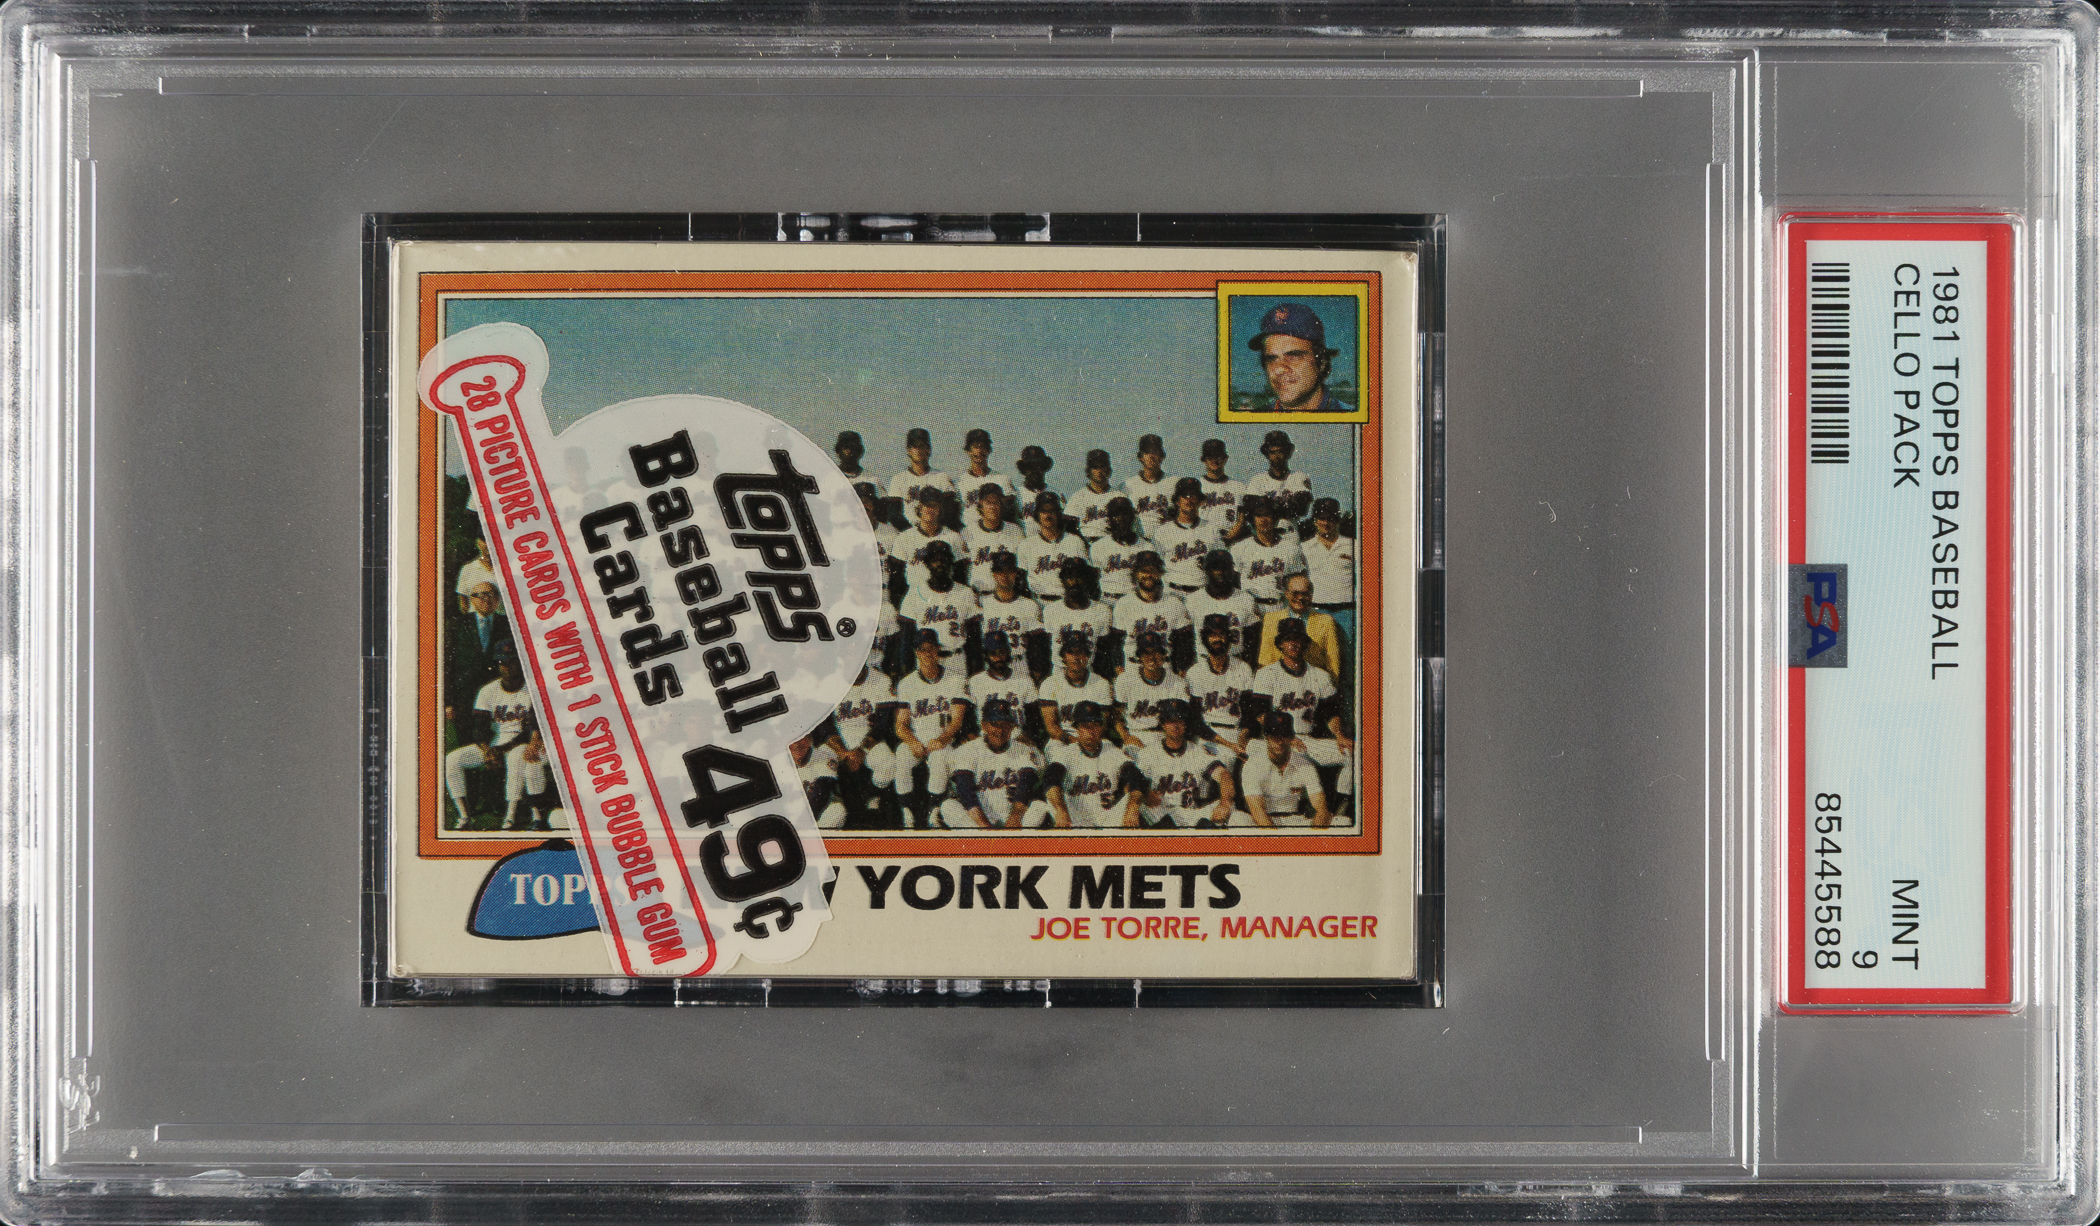 1981 TOPPS BASEBALL
CELLO PACK
MINT
9
85445588
PSA
Topps®
Baseball 49¢
Cards
28 PICTURE CARDS WITH 1 STICK BUBBLE GUM
TOPPS
YORK METS
JOE TORRE, MANAGER